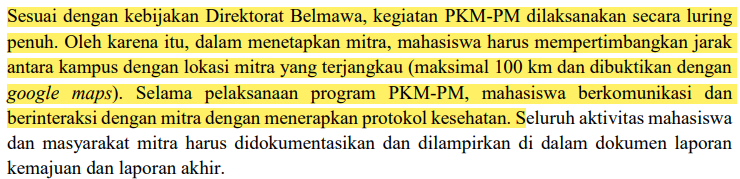 Sesuai dengan kebijakan Direktorat Belmawa, kegiatan PKM-PM dilaksanakan secara luring
penuh. Oleh karena itu, dalam menetapkan mitra, mahasiswa harus mempertimbangkan jarak
antara kampus dengan lokasi mitra yang terjangkau (maksimal 100 km dan dibuktikan dengan
google maps). Selama pelaksanaan program PKM-PM, mahasiswa berkomunikasi dan
berinteraksi dengan mitra dengan menerapkan protokol kesehatan. Seluruh aktivitas mahasiswa
dan masyarakat mitra harus didokumentasikan dan dilampirkan di dalam dokumen laporan
kemajuan dan laporan akhir.